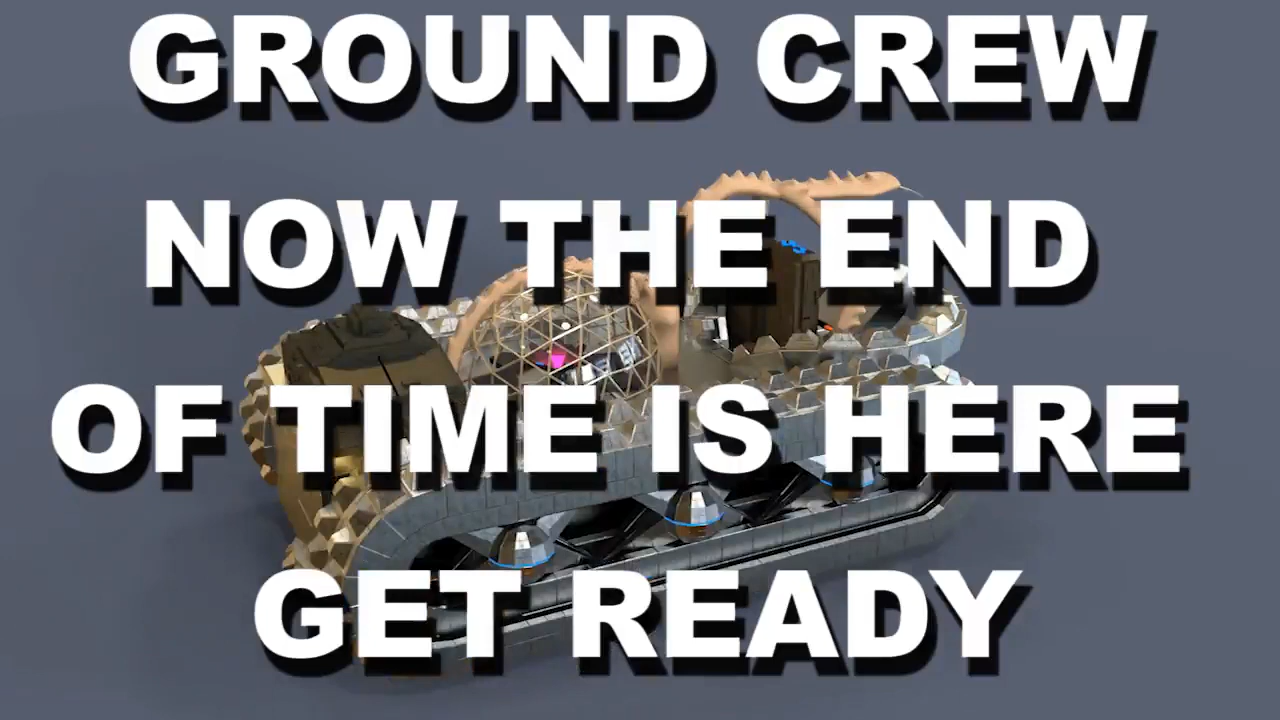 GROUND CREW
NOW THE END
OF TIME IS HERE
GET READY